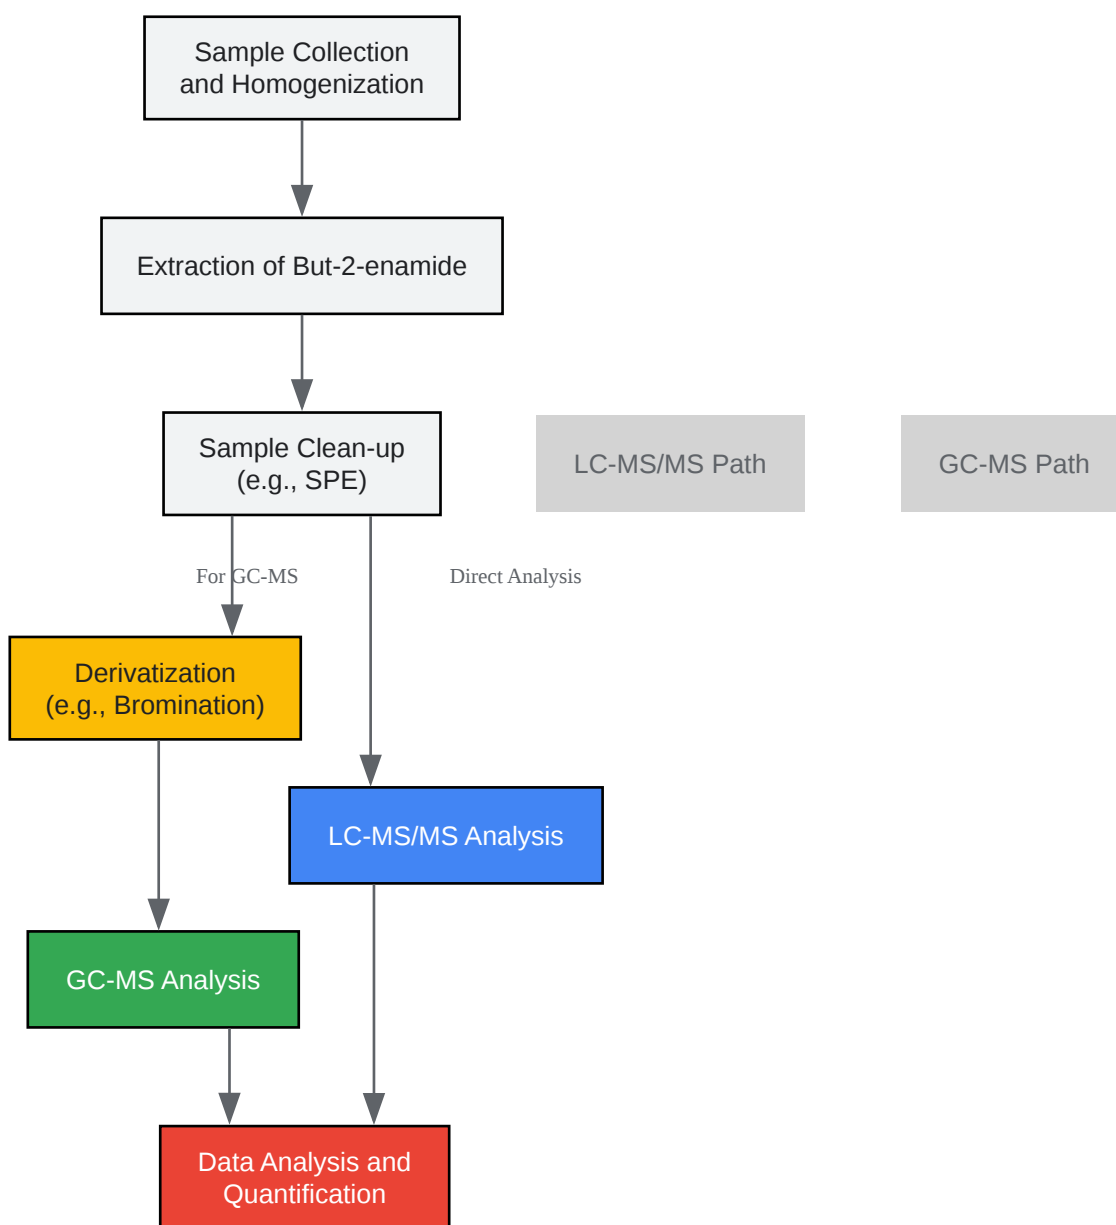 Sample Collection
and Homogenization
Extraction of But-2-enamide
Sample Clean-up
(e.g., SPE)
LC-MS/MS Path
GC-MS Path
For GC-MS
Direct Analysis
Derivatization
(e.g., Bromination)
LC-MS/MS Analysis
GC-MS Analysis
Data Analysis and
Quantification